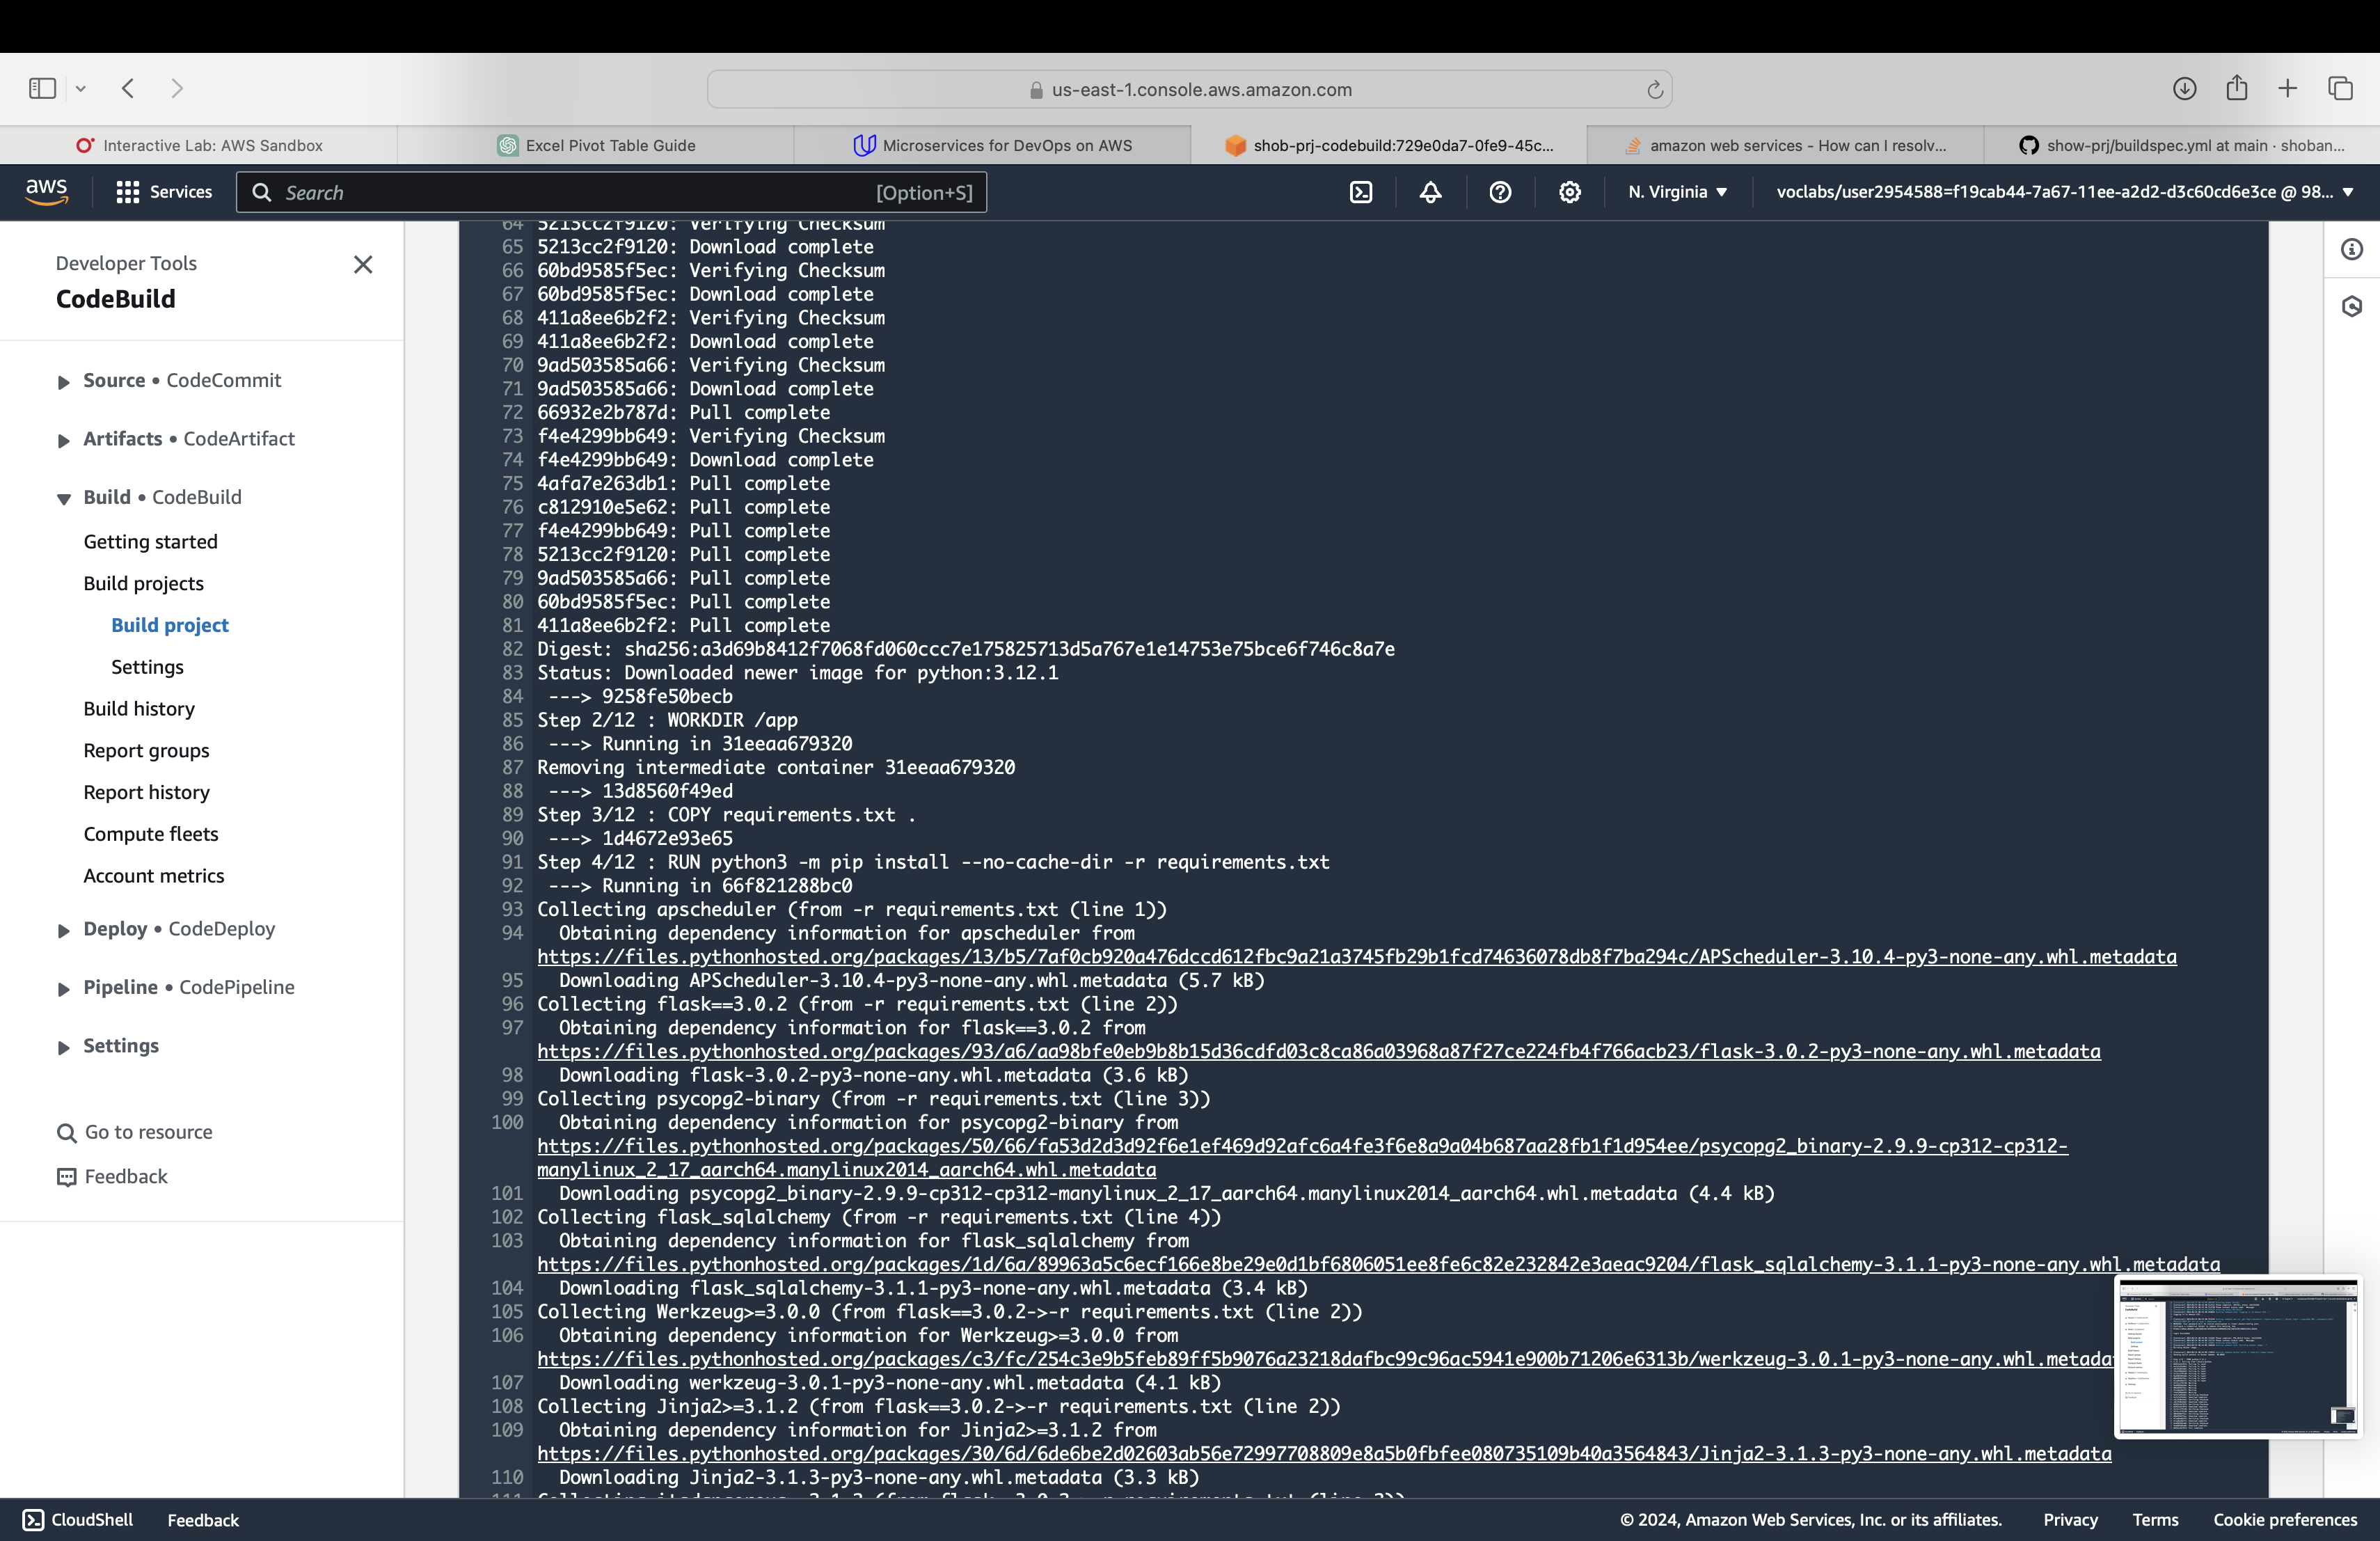 us-east-1.console.aws.amazon.com
Interactive Lab: AWS Sandbox
Excel Pivot Table Guide
Microservices for DevOps on AWS
shob-prj-codebuild:729e0da7-0fe9-45c...
amazon web services - How can I resolv...
show-prj/buildspec.yml at main · shoban...
aws
Services
Search
[Option+S]
N. Virginia
voclabs/user2954588=f19cab44-7a67-11ee-a2d2-d3c60cd6e3ce @ 98...
Developer Tools
CodeBuild
Source • CodeCommit
Artifacts • CodeArtifact
Build • CodeBuild
Getting started
Build projects
Build project
Settings
Build history
Report groups
Report history
Compute fleets
Account metrics
Deploy • CodeDeploy
Pipeline • CodePipeline
Settings
Go to resource
Feedback
64 5213cc2f9120: Verifying Checksum
65 5213cc2f9120: Download complete
66 60bd9585f5ec: Verifying Checksum
67 60bd9585f5ec: Download complete
68 411a8ee6b2f2: Verifying Checksum
69 411a8ee6b2f2: Download complete
70 9ad503585a66: Verifying Checksum
71 9ad503585a66: Download complete
72 66932e2b787d: Pull complete
73 f4e4299bb649: Verifying Checksum
74 f4e4299bb649: Download complete
75 4afa7e263db1: Pull complete
76 c812910e5e62: Pull complete
77 f4e4299bb649: Pull complete
78 5213cc2f9120: Pull complete
79 9ad503585a66: Pull complete
80 60bd9585f5ec: Pull complete
81 411a8ee6b2f2: Pull complete
82 Digest: sha256:a3d69b8412f7068fd060ccc7e175825713d5a767e1e14753e75bce6f746c8a7e
83 Status: Downloaded newer image for python:3.12.1
84 ---> 9258fe50becb
85 Step 2/12 : WORKDIR /app
86 ---> Running in 31eeaa679320
87 Removing intermediate container 31eeaa679320
88 ---> 13d8560f49ed
89 Step 3/12 : COPY requirements.txt .
90 ---> 1d4672e93e65
91 Step 4/12 : RUN python3 -m pip install --no-cache-dir -r requirements.txt
92 ---> Running in 66f821288bc0
93 Collecting apscheduler (from -r requirements.txt (line 1))
94 Obtaining dependency information for apscheduler from
https://files.pythonhosted.org/packages/13/b5/7af0cb920a476dccd612fbc9a21a3745fb29b1fcd74636078db8f7ba294c/APScheduler-3.10.4-py3-none-any.whl.metadata
95 Downloading APScheduler-3.10.4-py3-none-any.whl.metadata (5.7 kB)
96 Collecting flask==3.0.2 (from -r requirements.txt (line 2))
97 Obtaining dependency information for flask==3.0.2 from
https://files.pythonhosted.org/packages/93/a6/aa98bfe0eb9b8b15d36cdfd03c8ca86a03968a87f27ce224fb4f766acb23/flask-3.0.2-py3-none-any.whl.metadata
98 Downloading flask-3.0.2-py3-none-any.whl.metadata (3.6 kB)
99 Collecting psycopg2-binary (from -r requirements.txt (line 3))
100 Obtaining dependency information for psycopg2-binary from
https://files.pythonhosted.org/packages/50/66/fa53d2d3d92f6e1ef469d92afc6a4fe3f6e8a9a04b687aa28fb1f1d954ee/psycopg2_binary-2.9.9-cp312-cp312-
manylinux_2_17_aarch64.manylinux2014_aarch64.whl.metadata
101 Downloading psycopg2_binary-2.9.9-cp312-cp312-manylinux_2_17_aarch64.manylinux2014_aarch64.whl.metadata (4.4 kB)
102 Collecting flask_sqlalchemy (from -r requirements.txt (line 4))
103 Obtaining dependency information for flask_sqlalchemy from
https://files.pythonhosted.org/packages/1d/6a/89963a5c6ecf166e8be29e0d1bf6806051ee8fe6c82e232842e3aeac9204/flask_sqlalchemy-3.1.1-py3-none-any.whl.metadata
104 Downloading flask_sqlalchemy-3.1.1-py3-none-any.whl.metadata (3.4 kB)
105 Collecting Werkzeug>=3.0.0 (from flask==3.0.2->-r requirements.txt (line 2))
106 Obtaining dependency information for Werkzeug>=3.0.0 from
https://files.pythonhosted.org/packages/c3/fc/254c3e9b5feb89ff5b9076a23218dafbc99c96ac5941e900b71206e6313b/werkzeug-3.0.1-py3-none-any.whl.metada
107 Downloading werkzeug-3.0.1-py3-none-any.whl.metadata (4.1 kB)
108 Collecting Jinja2>=3.1.2 (from flask==3.0.2->-r requirements.txt (line 2))
109 Obtaining dependency information for Jinja2>=3.1.2 from
https://files.pythonhosted.org/packages/30/6d/6de6be2d02603ab56e72997708809e8a5b0fbfee080735109b40a3564843/Jinja2-3.1.3-py3-none-any.whl.metadata
110 Downloading Jinja2-3.1.3-py3-none-any.whl.metadata (3.3 kB)
CloudShell
Feedback
© 2024, Amazon Web Services, Inc. or its affiliates.
Privacy
Terms
Cookie preferences